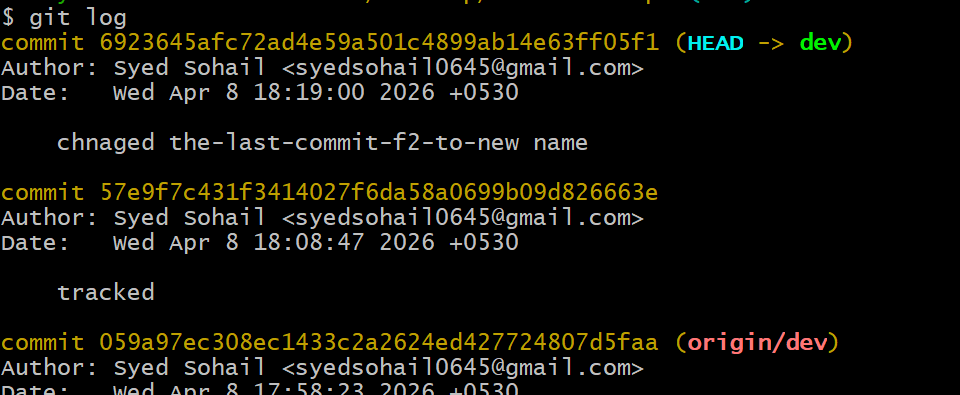 $ git log
commit 6923645afc72ad4e59a501c4899ab14e63ff05f1 (HEAD -> dev)
Author: Syed Sohail <syedsohail0645@gmail.com>
Date:   Wed Apr 8 18:19:00 2026 +0530
chnaged the-last-commit-f2-to-new name
commit 57e9f7c431f3414027f6da58a0699b09d826663e
Author: Syed Sohail <syedsohail0645@gmail.com>
Date:   Wed Apr 8 18:08:47 2026 +0530
tracked
commit 059a97ec308ec1433c2a2624ed427724807d5faa (origin/dev)
Author: Syed Sohail <syedsohail0645@gmail.com>
Date:   Wed Apr 8 17:58:23 2026 +0530